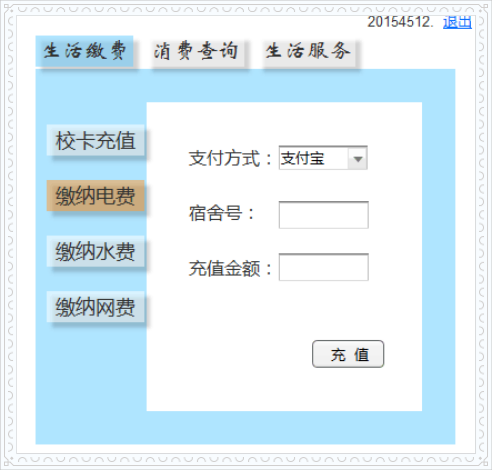 20154512. 退出
生活缴费 消费查询 生活服务
校卡充值
支付方式： 支付宝
缴纳电费
宿舍号：
缴纳水费
充值金额：
缴纳网费
充 值